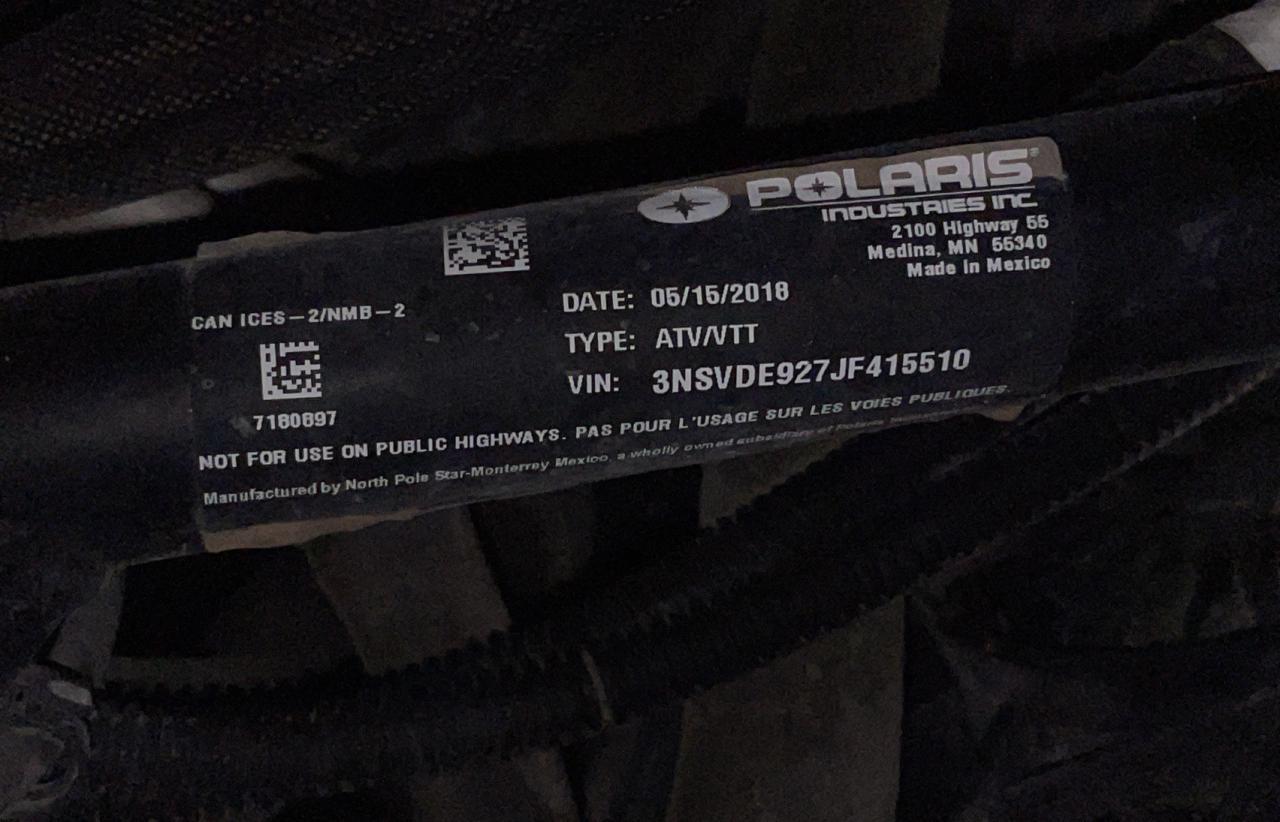 POLARIS®
INDUSTRIES INC.
2100 Highway 55
Medina, MN 55340
Made in Mexico
CAN ICES-2/NMB-2
7180897
DATE: 05/15/2018
TYPE: ATV/VTT
VIN: 3NSVDE927JF415510
NOT FOR USE ON PUBLIC HIGHWAYS. PAS POUR L'USAGE SUR LES VOIES PUBLIQUES.
Manufactured by North Pole Star-Monterrey Mexico, a wholly owned subsidiary of Polaris